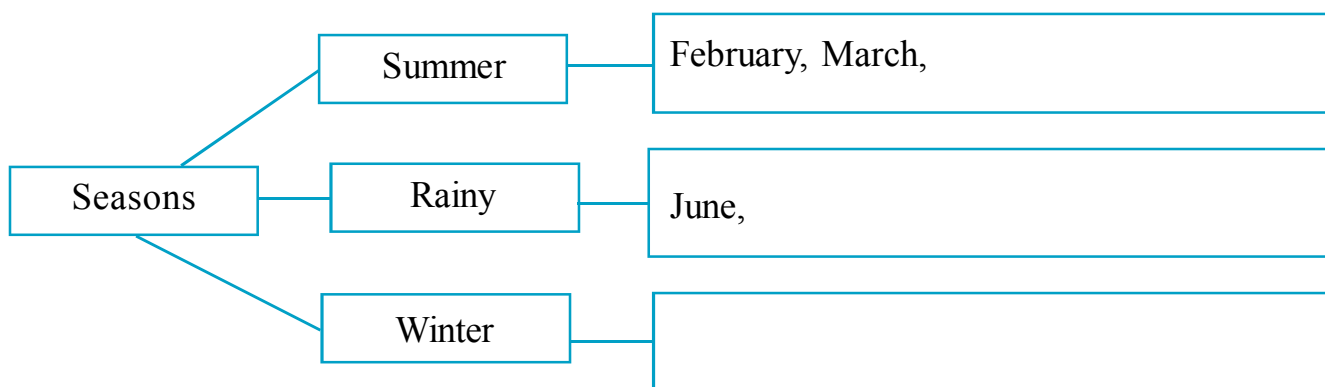 Summer
February, March,
Seasons
Rainy
June,
Winter